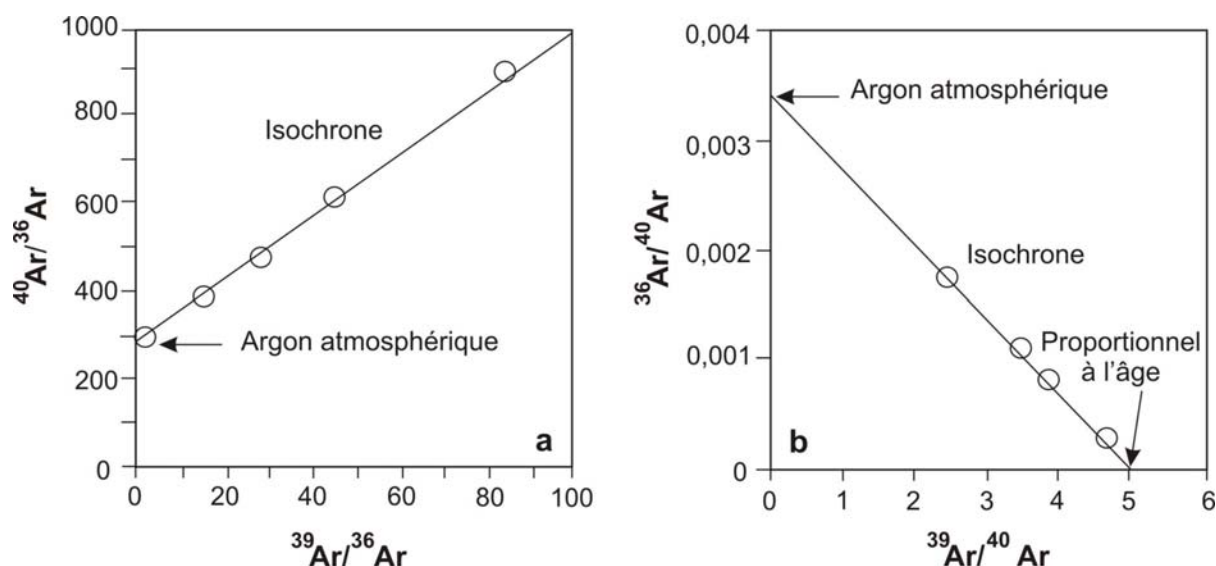 1000
800
600
400
200
0
0 20 40 60 80 100
⁴⁰Ar/³⁶Ar
³⁹Ar/³⁶Ar
Isochrone
Argon atmosphérique
a
0,004
0,003
0,002
0,001
0
0 1 2 3 4 5 6
³⁶Ar/⁴⁰Ar
³⁹Ar/⁴⁰ Ar
Argon atmosphérique
Isochrone
Proportionnel
à l'âge
b